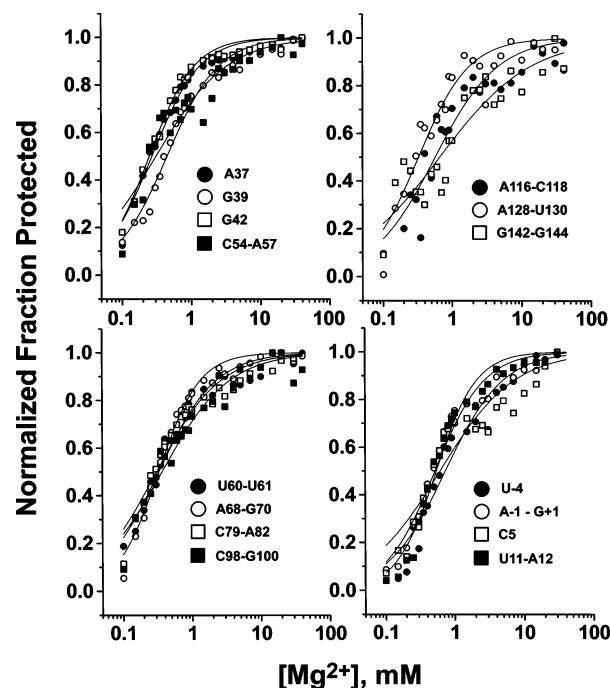 Normalized Fraction Protected
1.0
0.8
0.6
0.4
0.2
0.0
0.1 1 10 100
A37
G39
G42
C54-A57
1.0
0.8
0.6
0.4
0.2
0.0
0.1 1 10 100
A116-C118
A128-U130
G142-G144
1.0
0.8
0.6
0.4
0.2
0.0
0.1 1 10 100
U60-U61
A68-G70
C79-A82
C98-G100
1.0
0.8
0.6
0.4
0.2
0.0
0.1 1 10 100
U-4
A-1 - G+1
C5
U11-A12
[Mg2+], mM